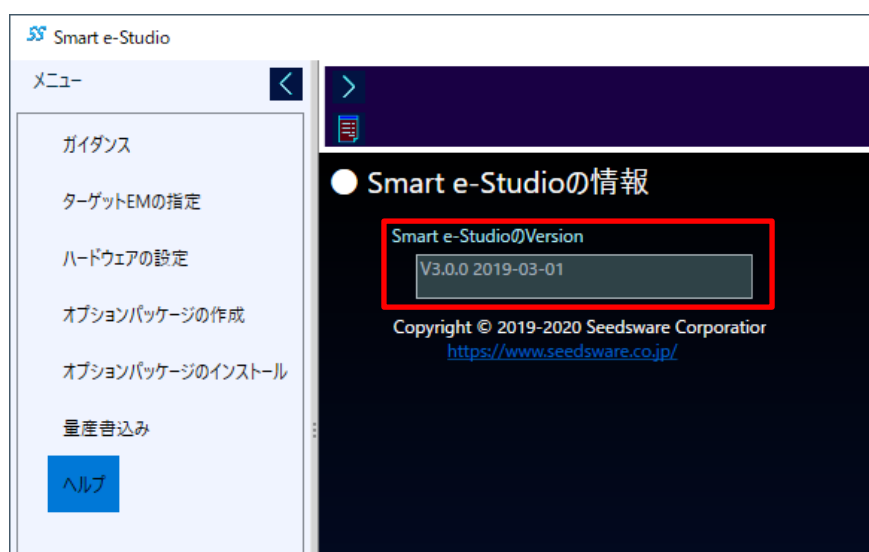 Smart e-Studio
メニュー
ガイダンス
ターゲットEMの指定
ハードウェアの設定
オプションパッケージの作成
オプションパッケージのインストール
量産書込み
ヘルプ
Smart e-Studioの情報
Smart e-StudioのVersion
V3.0.0 2019-03-01
Copyright © 2019-2020 Seedsware Corporation
https://www.seedsware.co.jp/